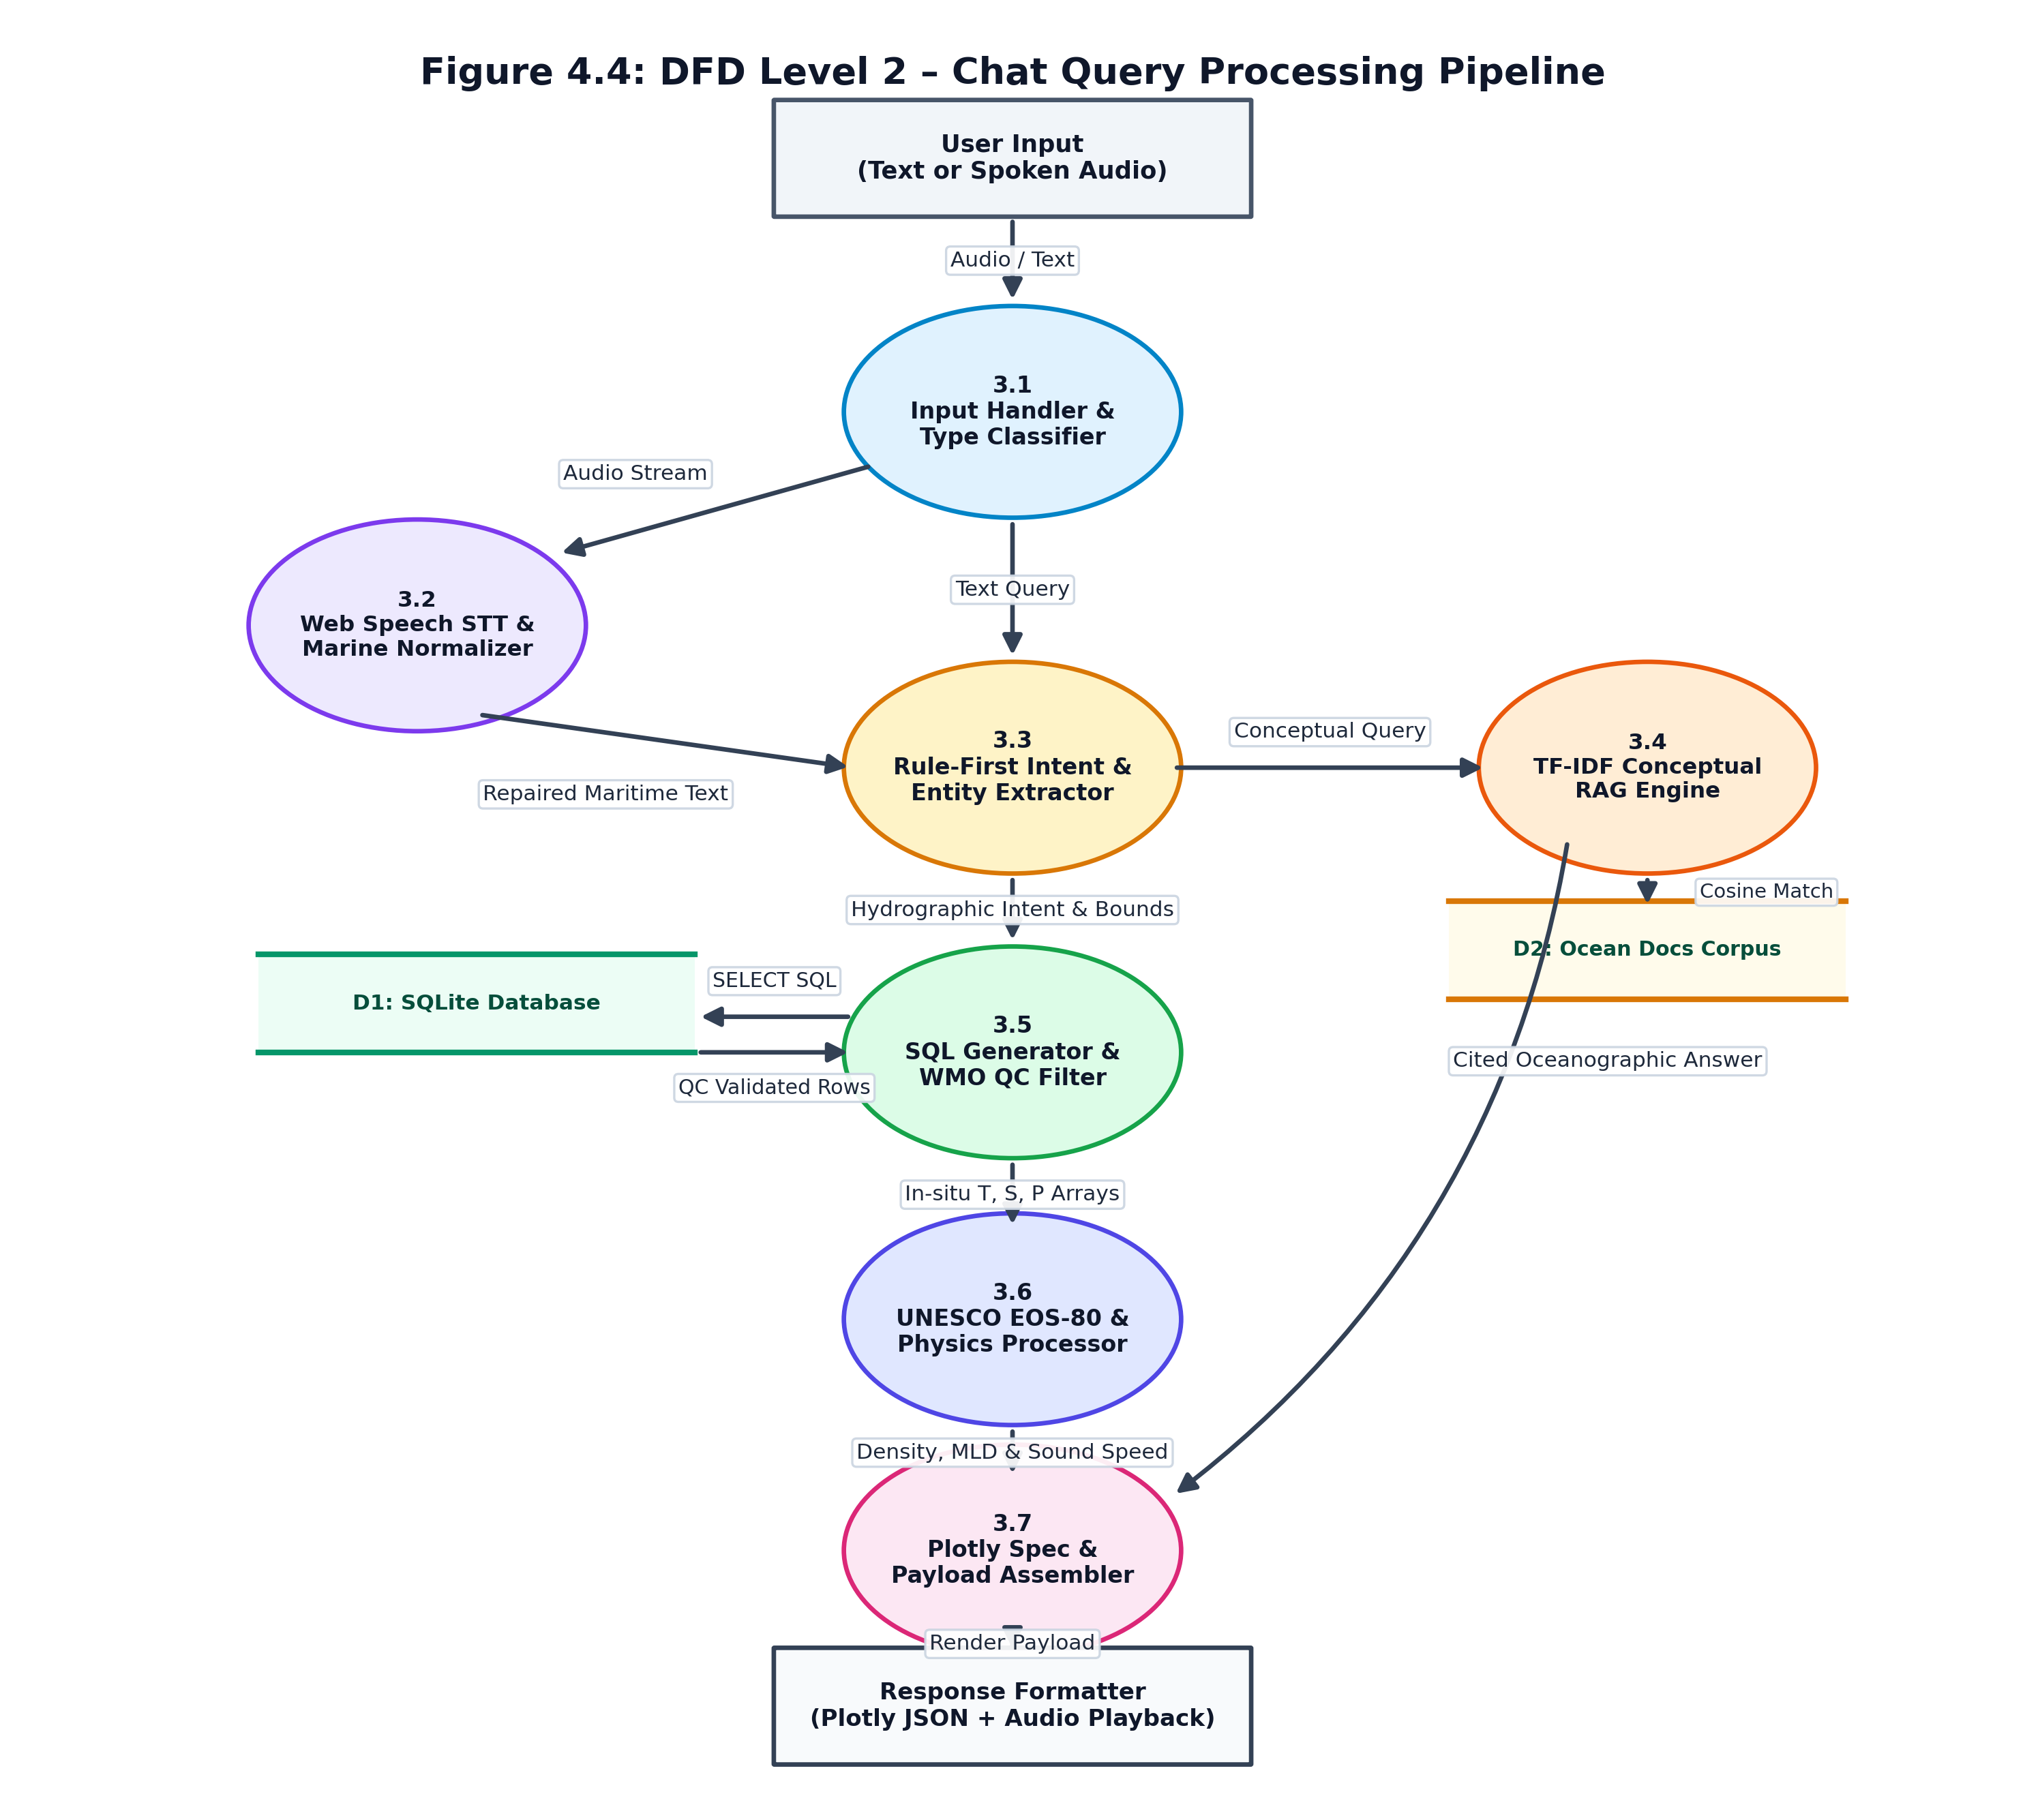 Figure 4.4: DFD Level 2 – Chat Query Processing Pipeline
User Input
(Text or Spoken Audio)
Audio / Text
3.1
Input Handler &
Type Classifier
Audio Stream
Text Query
3.2
Web Speech STT &
Marine Normalizer
Repaired Maritime Text
3.3
Rule-First Intent &
Entity Extractor
Conceptual Query
3.4
TF-IDF Conceptual
RAG Engine
Hydrographic Intent & Bounds
Cosine Match
D2: Ocean Docs Corpus
D1: SQLite Database
SELECT SQL
QC Validated Rows
3.5
SQL Generator &
WMO QC Filter
Cited Oceanographic Answer
In-situ T, S, P Arrays
3.6
UNESCO EOS-80 &
Physics Processor
Density, MLD & Sound Speed
3.7
Plotly Spec &
Payload Assembler
Render Payload
Response Formatter
(Plotly JSON + Audio Playback)